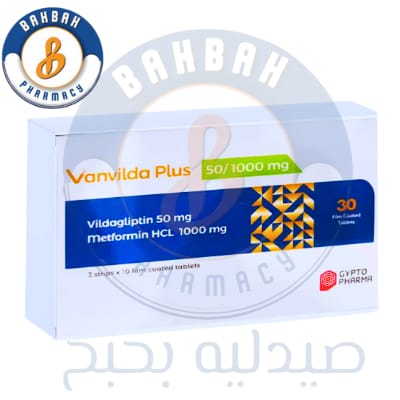 BAHBAH
PHARMACY
BAHBAH
PHARMACY
Vanvilda Plus 50/1000 mg
Vildagliptin 50 mg
Metformin HCL 1000 mg
30
Film Coated
Tablets
3 strips x 10 film coated tablets
GYPTO
PHARMA
صيدليه بحبح